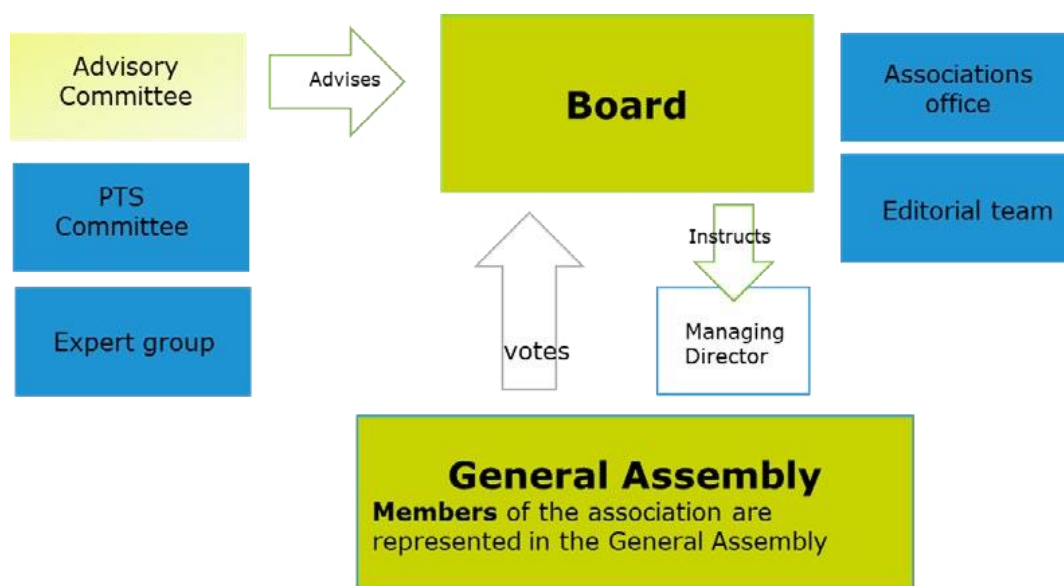 Advisory
Committee
Advises
Board
Associations
office
PTS
Committee
Editorial team
Instructs
Expert group
votes
Managing
Director
General Assembly
Members of the association are
represented in the General Assembly